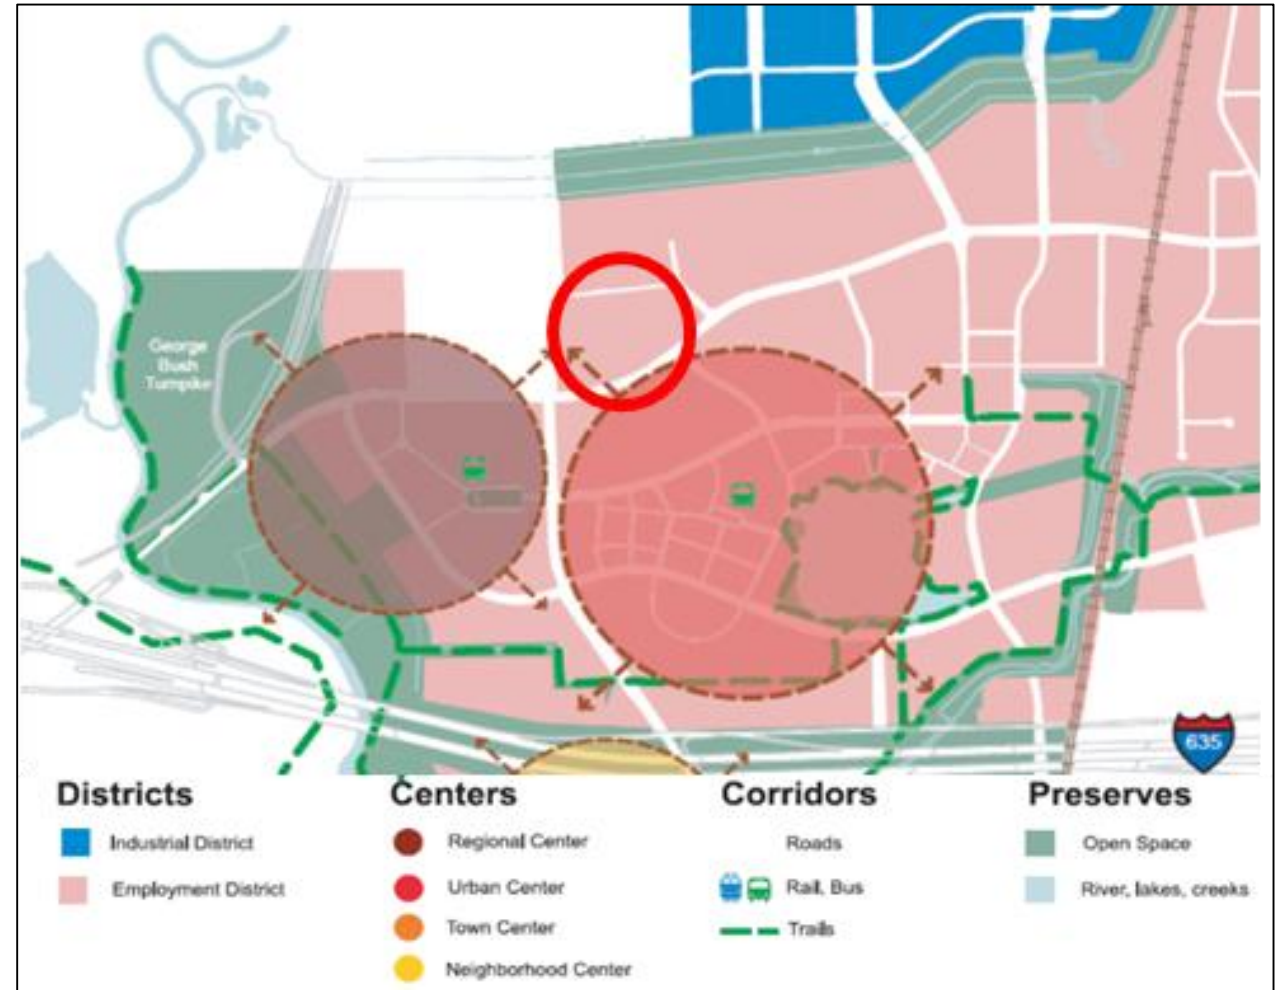 George
Bush
Turnpike
635
Districts
Industrial District
Employment District
Centers
Regional Center
Urban Center
Town Center
Neighborhood Center
Corridors
Roads
Rail, Bus
Trails
Preserves
Open Space
River, lakes, creeks